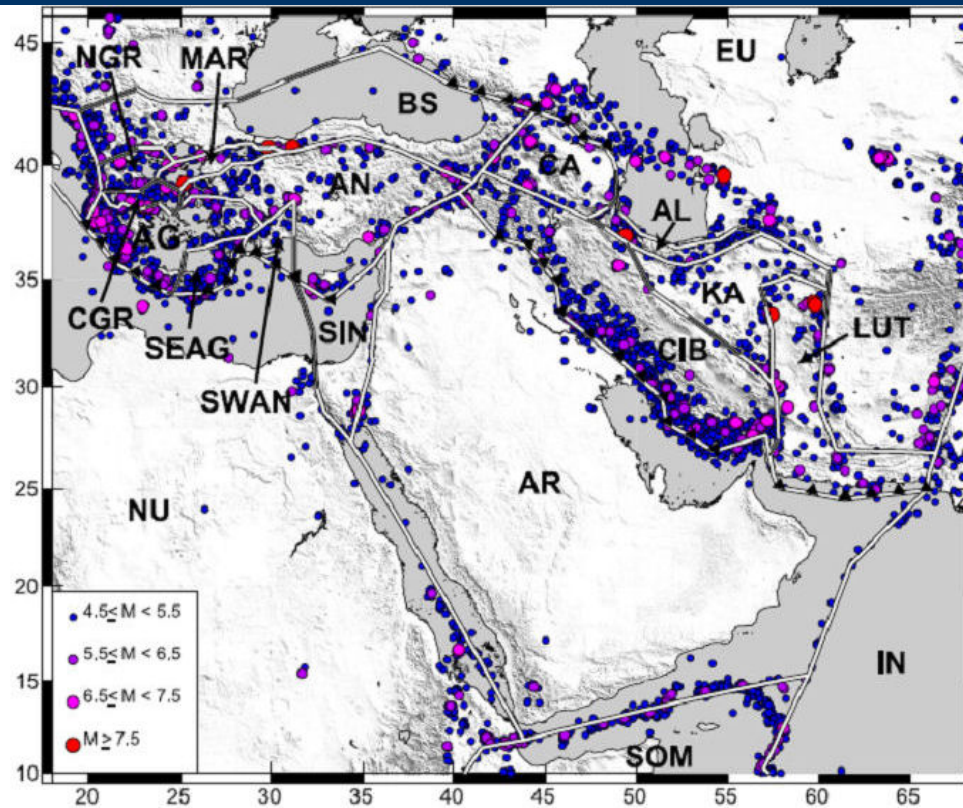 45
EU
NGR
MAR
BS
40
CA
AN
AL
AG
35
KA
CGR
SIN
LUT
SEAG
CIB
30
SWAN
AR
NU
25
20
4.5≤M < 5.5
5.5≤M < 6.5
IN
15
6.5≤M < 7.5
M≥7.5
SOM
10
20 25 30 35 40 45 50 55 60 65